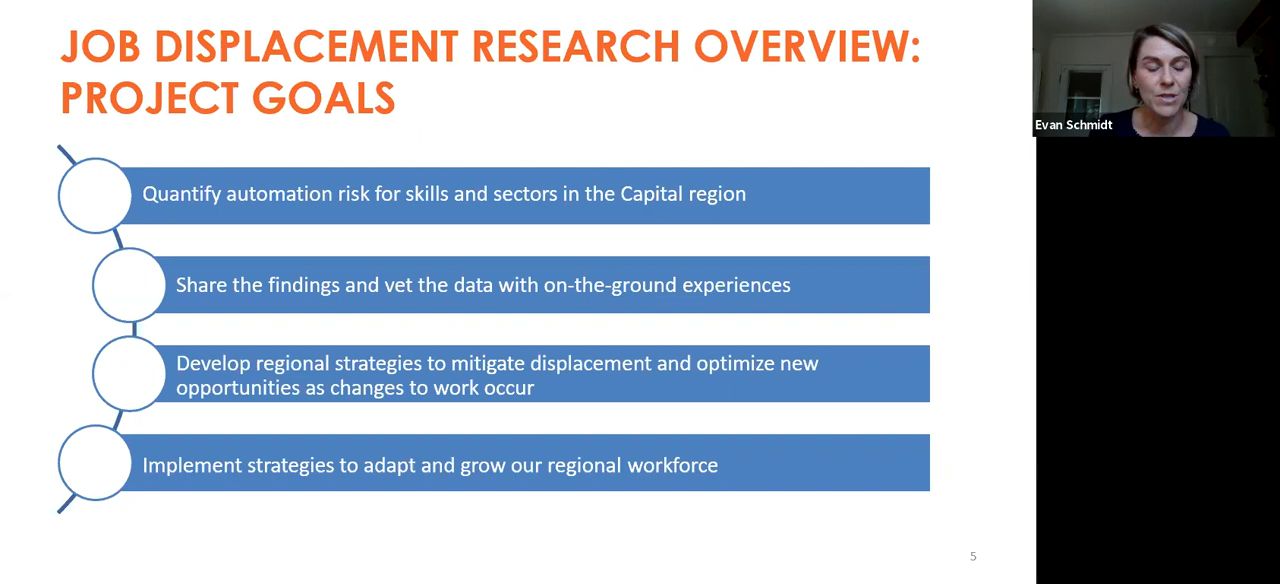 JOB DISPLACEMENT RESEARCH OVERVIEW:
PROJECT GOALS
Evan Schmidt
Quantify automation risk for skills and sectors in the Capital region
Share the findings and vet the data with on-the-ground experiences
Develop regional strategies to mitigate displacement and optimize new
opportunities as changes to work occur
Implement strategies to adapt and grow our regional workforce
5